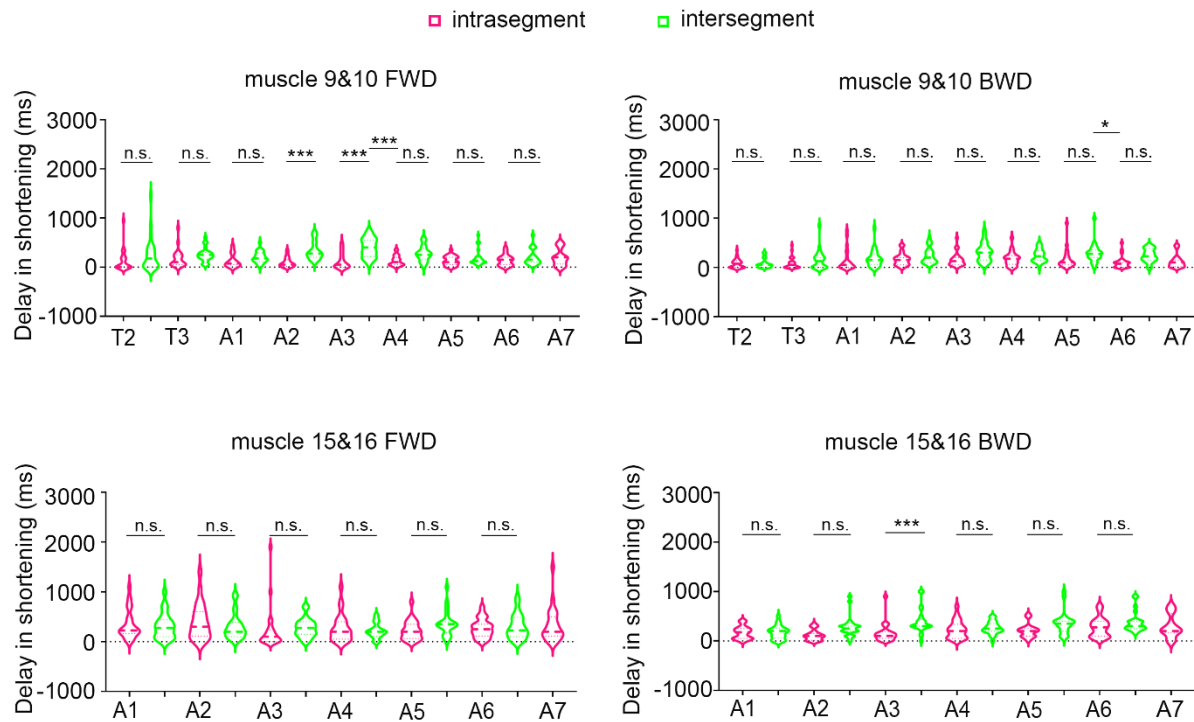 intrasegment intersegment
muscle 9&10 FWD
Delay in shortening (ms)
3000
2000
1000
0
-1000
n.s. n.s. n.s. *** *** *** n.s. n.s. n.s.
T2 T3 A1 A2 A3 A4 A5 A6 A7
muscle 9&10 BWD
Delay in shortening (ms)
3000
2000
1000
0
-1000
n.s. n.s. n.s. n.s. n.s. n.s. n.s. * n.s.
T2 T3 A1 A2 A3 A4 A5 A6 A7
muscle 15&16 FWD
Delay in shortening (ms)
3000
2000
1000
0
-1000
n.s. n.s. n.s. n.s. n.s. n.s.
A1 A2 A3 A4 A5 A6 A7
muscle 15&16 BWD
Delay in shortening (ms)
3000
2000
1000
0
-1000
n.s. n.s. *** n.s. n.s. n.s.
A1 A2 A3 A4 A5 A6 A7